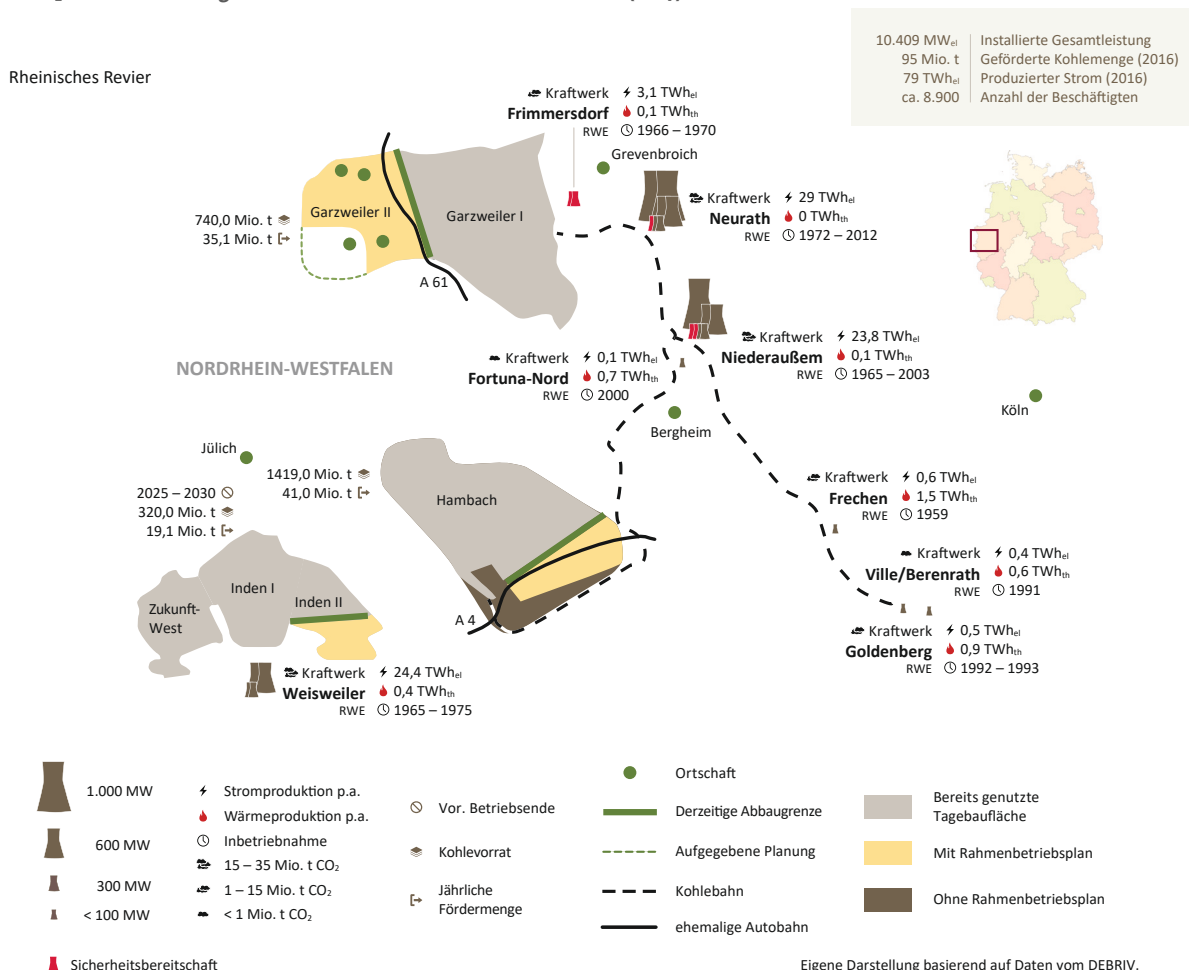 10.409 MWel Installierte Gesamtleistung
95 Mio. t Geförderte Kohlemenge (2016)
79 TWhel Produzierter Strom (2016)
ca. 8.900 Anzahl der Beschäftigten
Rheinisches Revier
Kraftwerk 3,1 TWhel
Frimmersdorf 0,1 TWhth
RWE 1966 – 1970
Grevenbroich
Garzweiler II
Garzweiler I
740,0 Mio. t
35,1 Mio. t
A 61
Kraftwerk 29 TWhel
Neurath 0 TWhth
RWE 1972 – 2012
NORDRHEIN-WESTFALEN
Kraftwerk 0,1 TWhel
Fortuna-Nord 0,7 TWhth
RWE 2000
Kraftwerk 23,8 TWhel
Niederaußem 0,1 TWhth
RWE 1965 – 2003
Köln
Bergheim
Jülich
1419,0 Mio. t
41,0 Mio. t
Hambach
2025 – 2030
320,0 Mio. t
19,1 Mio. t
Kraftwerk 0,6 TWhel
Frechen 1,5 TWhth
RWE 1959
Kraftwerk 0,4 TWhel
Ville/Berenrath 0,6 TWhth
RWE 1991
Inden I
Inden II
Zukunft-
West
A 4
Kraftwerk 0,5 TWhel
Goldenberg 0,9 TWhth
RWE 1992 – 1993
Kraftwerk 24,4 TWhel
Weisweiler 0,4 TWhth
RWE 1965 – 1975
1.000 MW
600 MW
300 MW
< 100 MW
Sicherheitsbereitschaft
Stromproduktion p.a.
Wärmeproduktion p.a.
Inbetriebnahme
15 – 35 Mio. t CO₂
1 – 15 Mio. t CO₂
< 1 Mio. t CO₂
Vor. Betriebsende
Kohlevorrat
Jährliche
Fördermenge
Ortschaft
Derzeitige Abbaugrenze
Aufgegebene Planung
Kohlebahn
ehemalige Autobahn
Bereits genutzte
Tagebaufläche
Mit Rahmenbetriebsplan
Ohne Rahmenbetriebsplan
Eigene Darstellung basierend auf Daten vom DEBRIV.